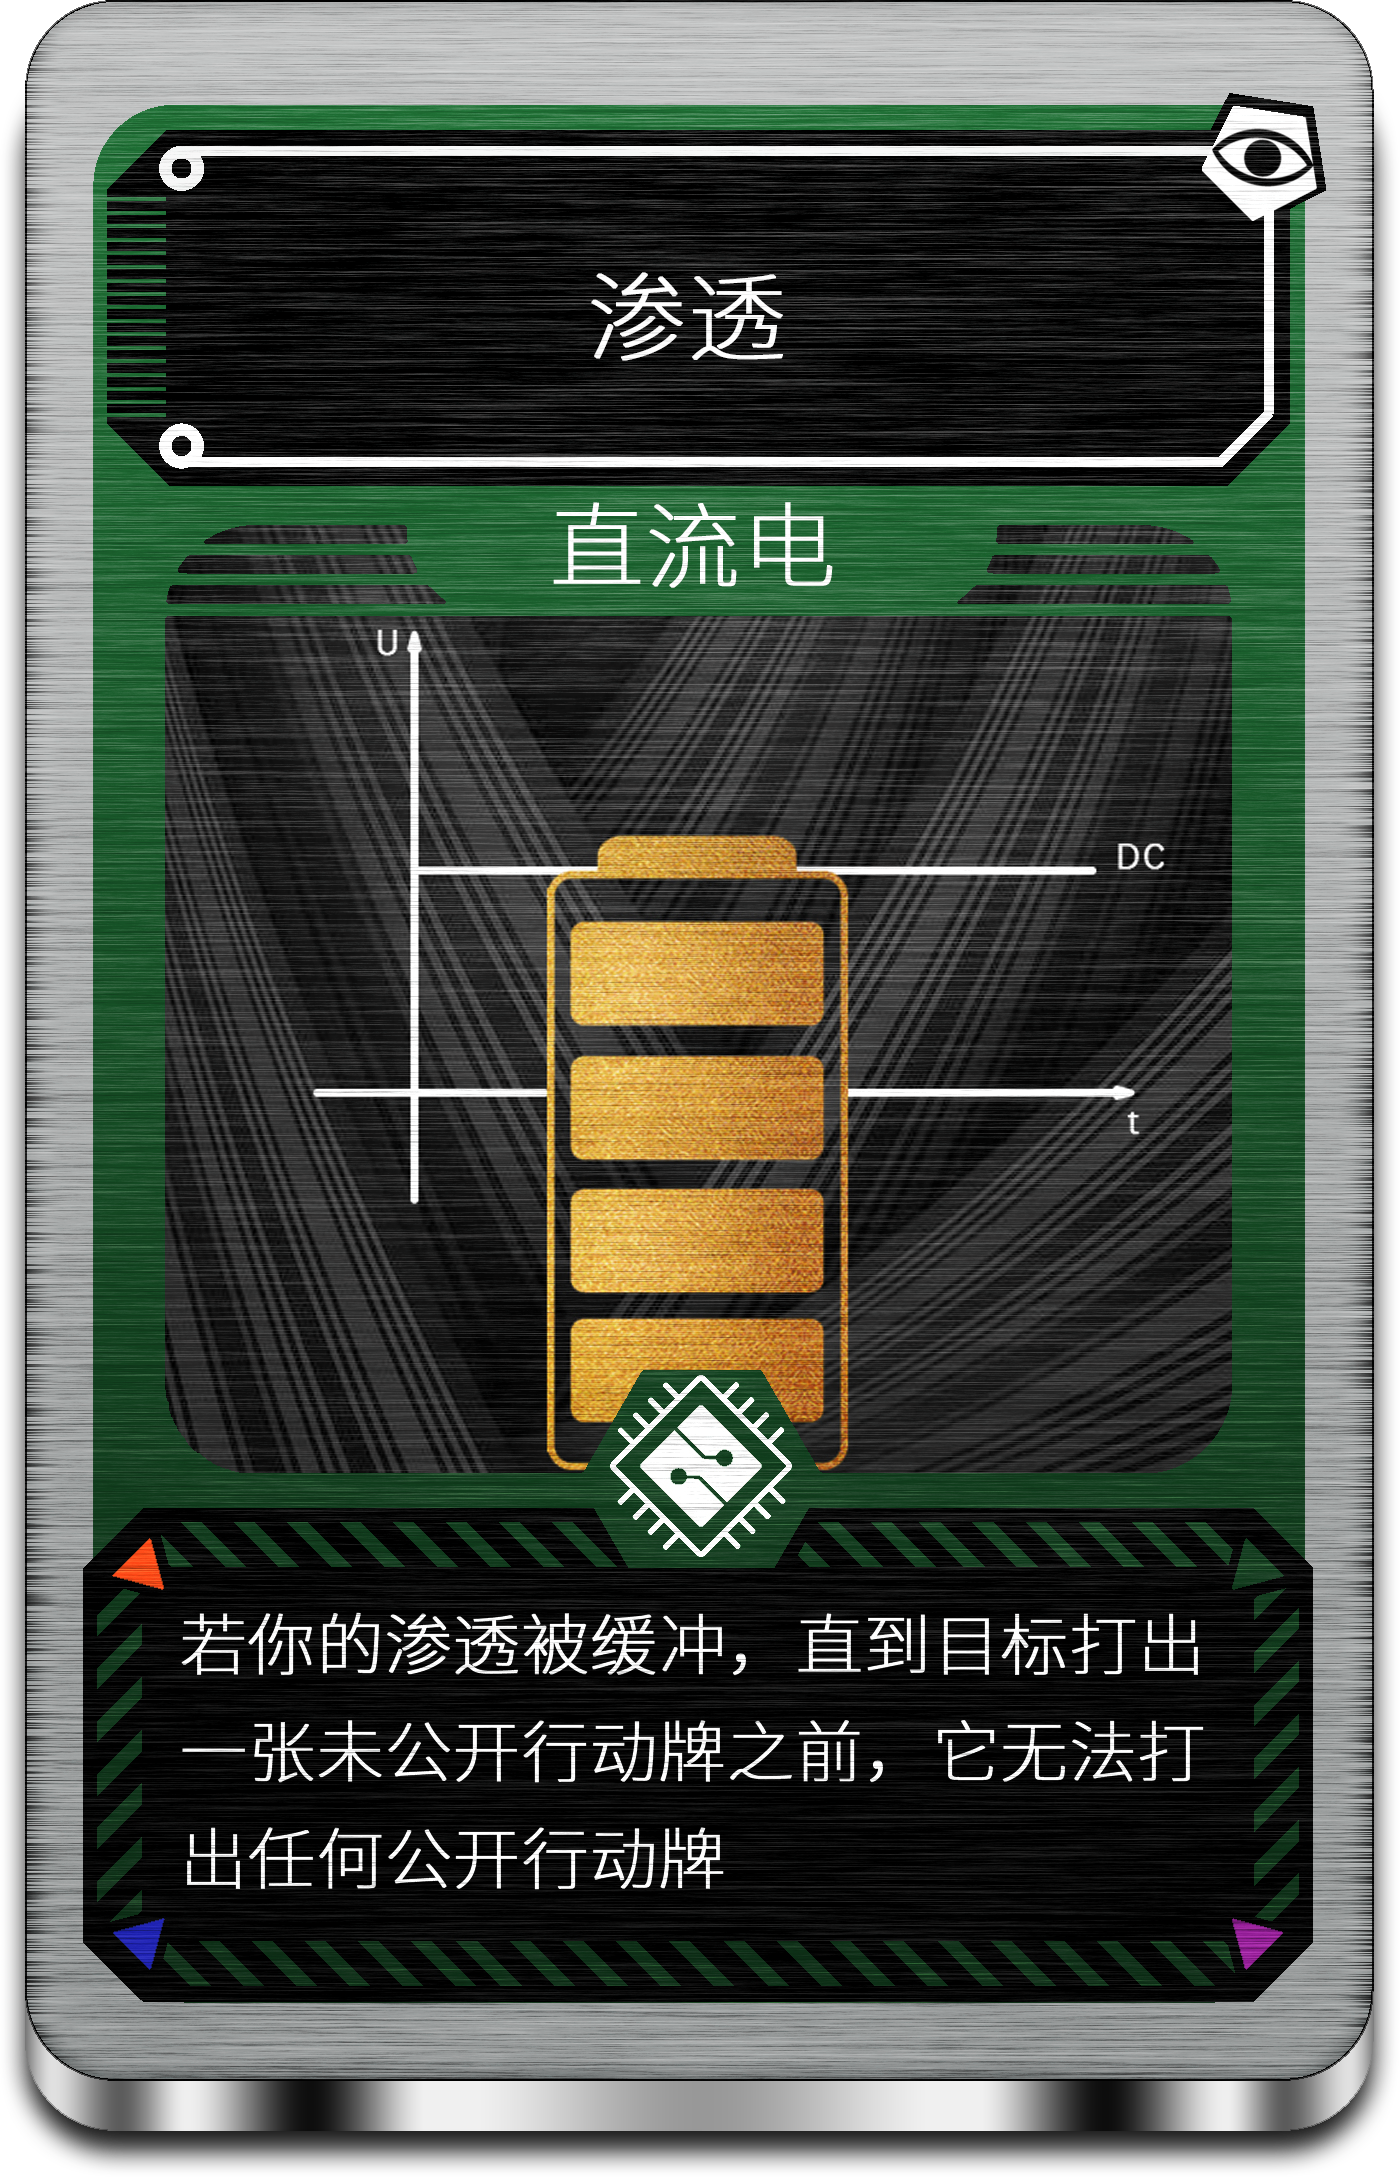 渗透
直流电
U
DC
t
若你的渗透被缓冲，直到目标打出
一张未公开行动牌之前，它无法打
出任何公开行动牌